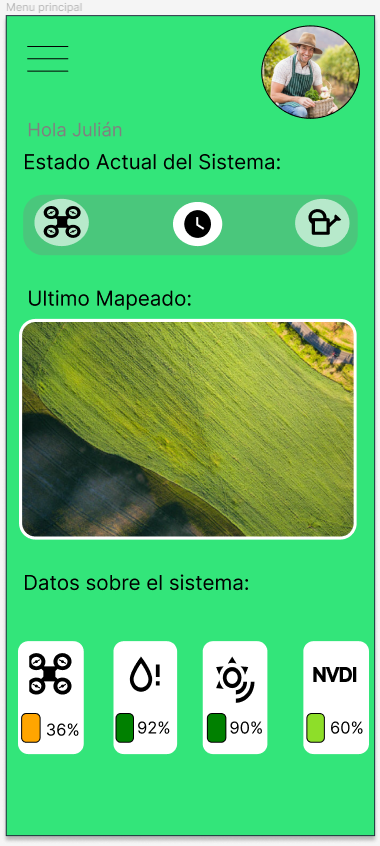 Menu principal
Hola Julián
Estado Actual del Sistema:
Ultimo Mapeado:
Datos sobre el sistema:
!
NVDI
36%
92%
90%
60%